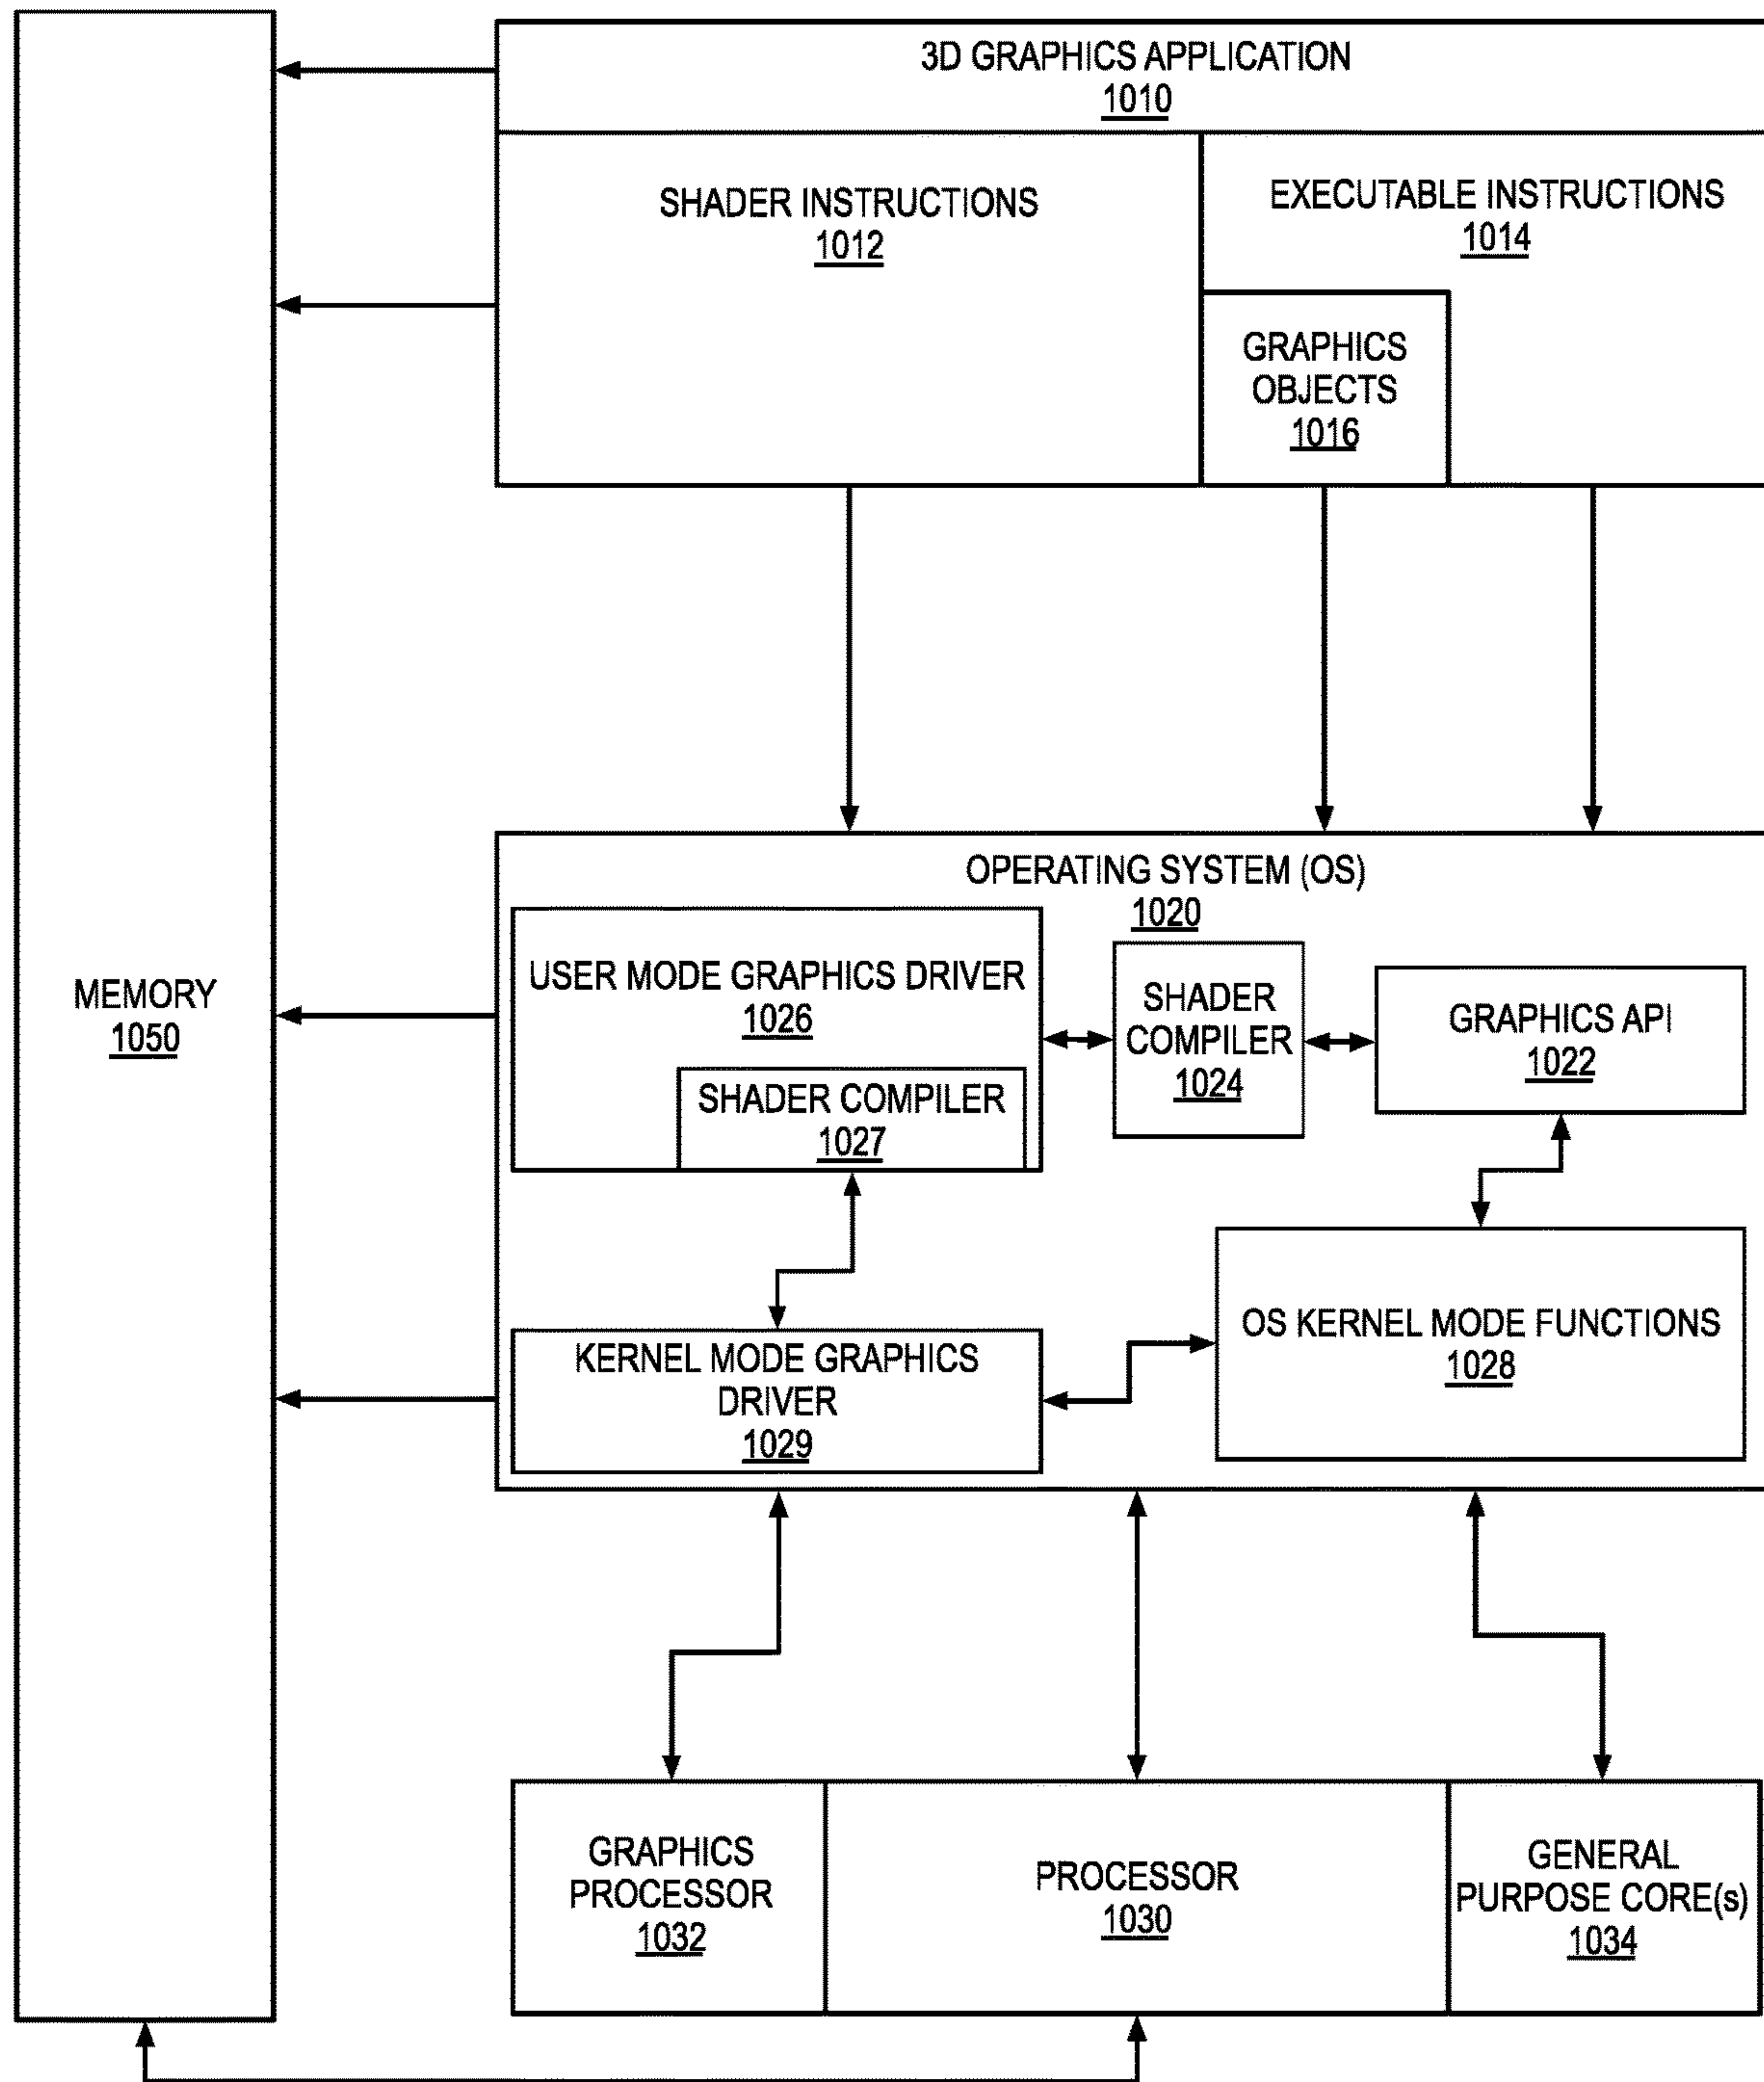 3D GRAPHICS APPLICATION
1010
SHADER INSTRUCTIONS
1012
EXECUTABLE INSTRUCTIONS
1014
GRAPHICS
OBJECTS
1016
MEMORY
1050
OPERATING SYSTEM (OS)
1020
USER MODE GRAPHICS DRIVER
1026
SHADER COMPILER
1027
SHADER
COMPILER
1024
GRAPHICS API
1022
OS KERNEL MODE FUNCTIONS
1028
KERNEL MODE GRAPHICS
DRIVER
1029
GRAPHICS
PROCESSOR
1032
PROCESSOR
1030
GENERAL
PURPOSE CORE(s)
1034